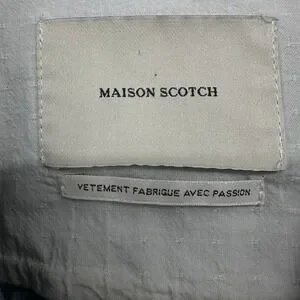 MAISON SCOTCH
VETEMENT FABRIQUE AVEC PASSION